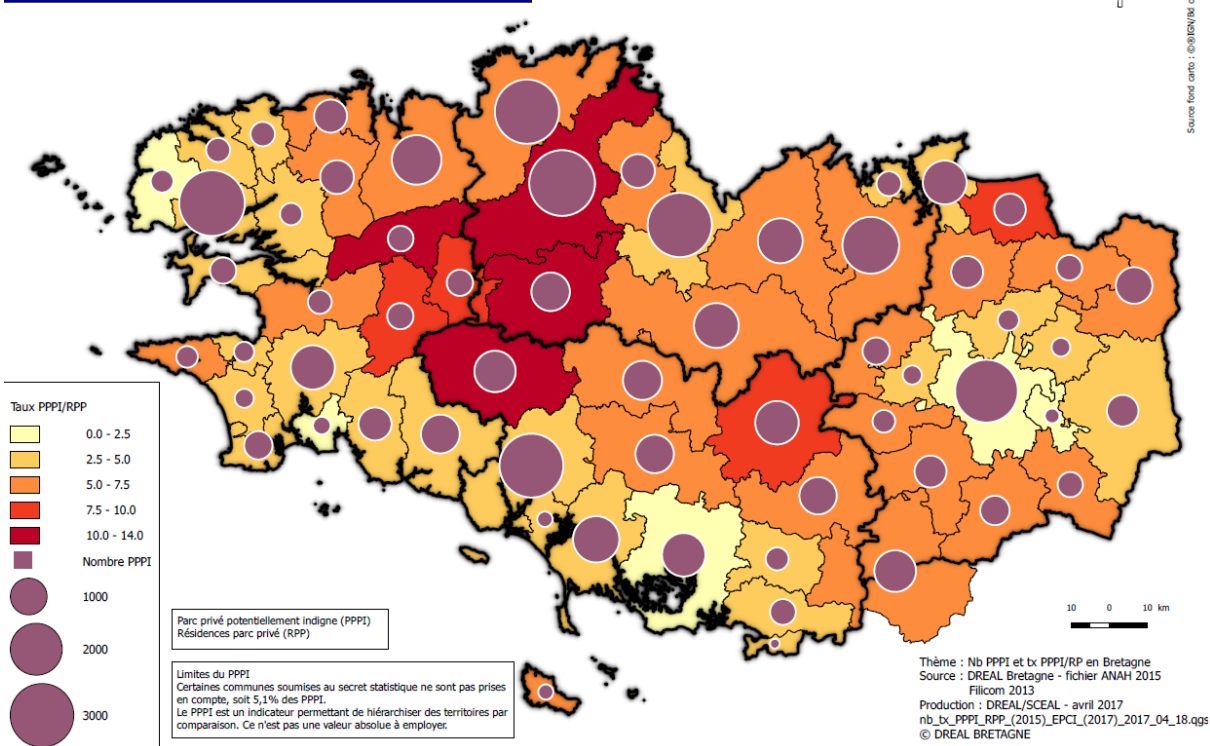 Source fond carto : ©®IGN/Bd c
Taux PPPI/RPP
0.0 - 2.5
2.5 - 5.0
5.0 - 7.5
7.5 - 10.0
10.0 - 14.0
Nombre PPPI
1000
2000
3000
Parc privé potentiellement indigne (PPPI)
Résidences parc privé (RPP)
Limites du PPPI
Certaines communes soumises au secret statistique ne sont pas prises
en compte, soit 5,1% des PPPI.
Le PPPI est un indicateur permettant de hiérarchiser des territoires par
comparaison. Ce n'est pas une valeur absolue à employer.
10 0 10 km
Thème : Nb PPPI et tx PPPI/RP en Bretagne
Source : DREAL Bretagne - fichier ANAH 2015
Filicom 2013
Production : DREAL/SCEAL - avril 2017
nb_tx_PPPI_RPP_(2015)_EPCI_(2017)_2017_04_18.qgs
© DREAL BRETAGNE